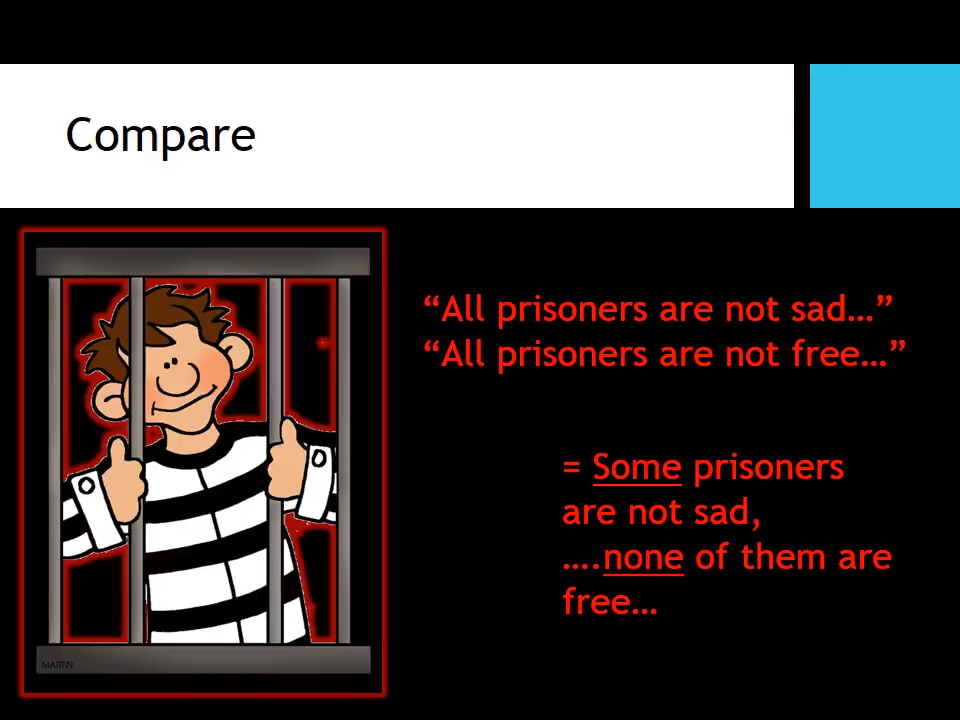 Compare
“All prisoners are not sad…”
“All prisoners are not free…”
= Some prisoners
are not sad,
….none of them are
free…
MARTIN